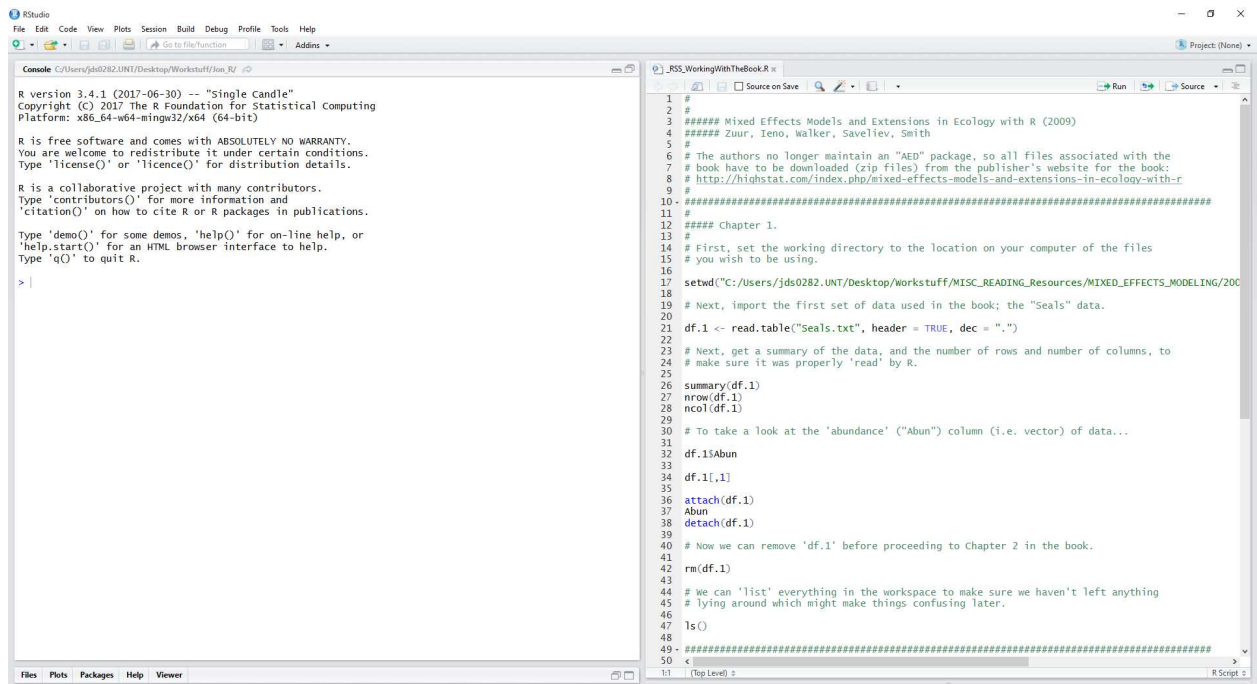 RStudio
File Edit Code View Plots Session Build Debug Profile Tools Help
Go to file/function Addins Project: (None)
Console C:/Users/jds0282.UNT/Desktop/Workstuff/Jon_R/
R version 3.4.1 (2017-06-30) -- "Single Candle"
Copyright (C) 2017 The R Foundation for Statistical Computing
Platform: x86_64-w64-mingw32/x64 (64-bit)
R is free software and comes with ABSOLUTELY NO WARRANTY.
You are welcome to redistribute it under certain conditions.
Type 'license()' or 'licence()' for distribution details.
R is a collaborative project with many contributors.
Type 'contributors()' for more information and
'citation()' on how to cite R or R packages in publications.
Type 'demo()' for some demos, 'help()' for on-line help, or
'help.start()' for an HTML browser interface to help.
Type 'q()' to quit R.
>
Files Plots Packages Help Viewer
_RSS_WorkingWithTheBook.R
Source on Save Run Source
1 #
2 #
3 ###### Mixed Effects Models and Extensions in Ecology with R (2009)
4 ###### Zuur, Ieno, Walker, Saveliev, Smith
5 #
6 # The authors no longer maintain an "AED" package, so all files associated with the
7 # book have to be downloaded (zip files) from the publisher's website for the book:
8 # http://highstat.com/index.php/mixed-effects-models-and-extensions-in-ecology-with-r
9 #
10 ##########################################################################################
11 #
12 ##### Chapter 1.
13 #
14 # First, set the working directory to the location on your computer of the files
15 # you wish to be using.
16
17 setwd("C:/Users/jds0282.UNT/Desktop/Workstuff/MISC_READING_Resources/MIXED_EFFECTS_MODELING/200
18
19 # Next, import the first set of data used in the book; the "Seals" data.
20
21 df.1 <- read.table("Seals.txt", header = TRUE, dec = ".")
22
23 # Next, get a summary of the data, and the number of rows and number of columns, to
24 # make sure it was properly 'read' by R.
25
26 summary(df.1)
27 nrow(df.1)
28 ncol(df.1)
29
30 # To take a look at the 'abundance' ("Abun") column (i.e. vector) of data...
31
32 df.1$Abun
33
34 df.1[,1]
35
36 attach(df.1)
37 Abun
38 detach(df.1)
39
40 # Now we can remove 'df.1' before proceeding to Chapter 2 in the book.
41
42 rm(df.1)
43
44 # We can 'list' everything in the workspace to make sure we haven't left anything
45 # lying around which might make things confusing later.
46
47 ls()
48
49 ##########################################################################################
50
1:1 (Top Level) R Script